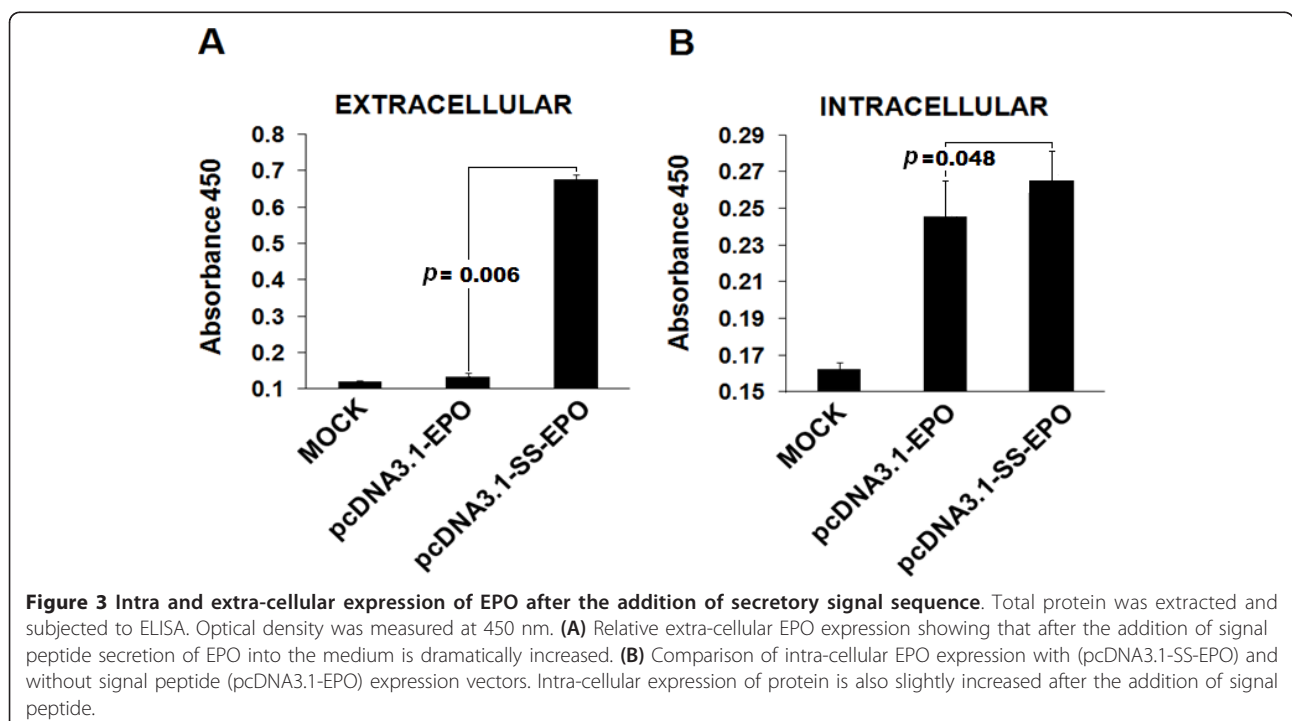 A
EXTRACELLULAR
Absorbance 450
0.8
0.7
0.6
0.5
0.4
0.3
0.2
0.1
p= 0.006
MOCK
pcDNA3.1-EPO
pcDNA3.1-SS-EPO
B
INTRACELLULAR
Absorbance 450
0.29
0.27
0.25
0.23
0.21
0.19
0.17
0.15
p=0.048
MOCK
pcDNA3.1-EPO
pcDNA3.1-SS-EPO
Figure 3 Intra and extra-cellular expression of EPO after the addition of secretory signal sequence. Total protein was extracted and
subjected to ELISA. Optical density was measured at 450 nm. (A) Relative extra-cellular EPO expression showing that after the addition of signal
peptide secretion of EPO into the medium is dramatically increased. (B) Comparison of intra-cellular EPO expression with (pcDNA3.1-SS-EPO) and
without signal peptide (pcDNA3.1-EPO) expression vectors. Intra-cellular expression of protein is also slightly increased after the addition of signal
peptide.